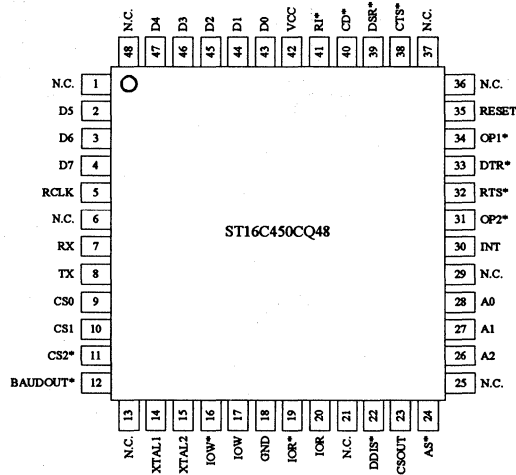 N.C. D4 D3 D2 D1 D0 VCC RI* CD* DSR* CTS* N.C.
48 47 46 45 44 43 42 41 40 39 38 37
N.C. 1 36 N.C.
D5 2 35 RESET
D6 3 34 OP1*
D7 4 33 DTR*
RCLK 5 32 RTS*
N.C. 6 31 OP2*
ST16C450CQ48
RX 7 30 INT
TX 8 29 N.C.
CS0 9 28 A0
CS1 10 27 A1
CS2* 11 26 A2
BAUDOUT* 12 25 N.C.
13 14 15 16 17 18 19 20 21 22 23 24
N.C. XTAL1 XTAL2 IOW* IOW GND IOR* IOR N.C. DDIS* CSOUT AS*